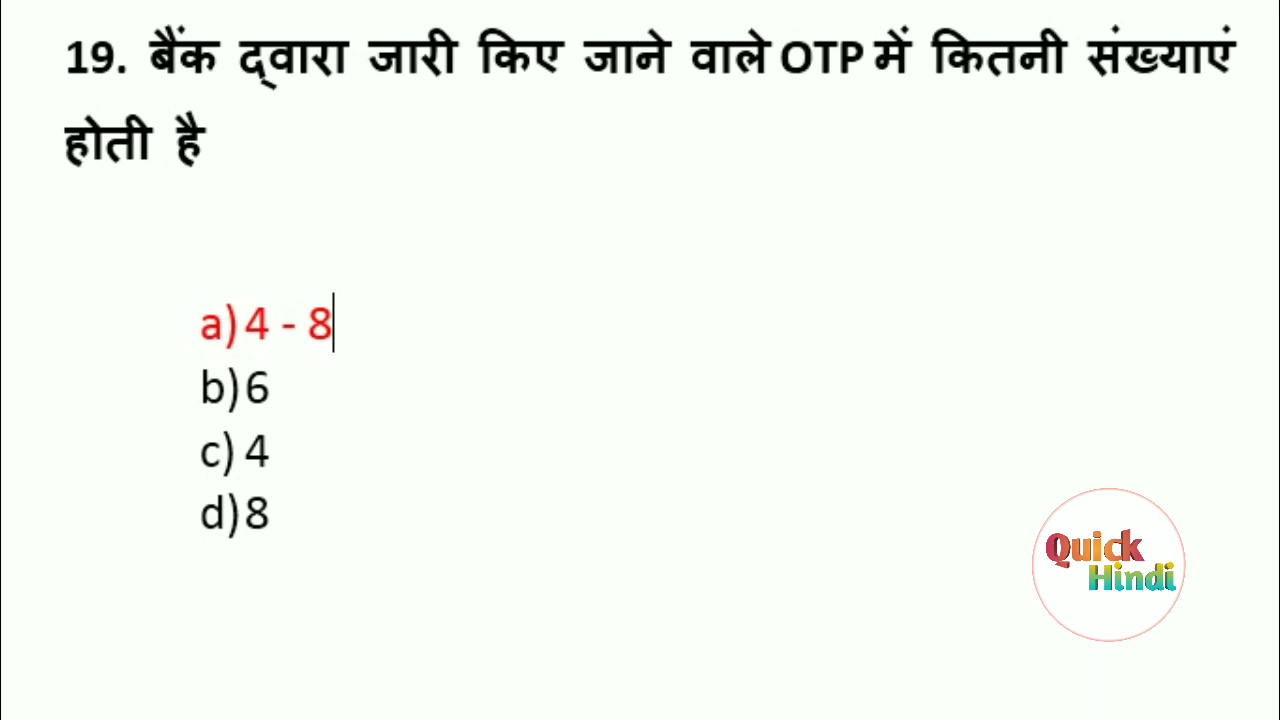 19. बैंक द्वारा जारी किए जाने वाले OTP में कितनी संख्याएं
होती है
a) 4 - 8
b) 6
c) 4
d) 8
Quick
Hindi